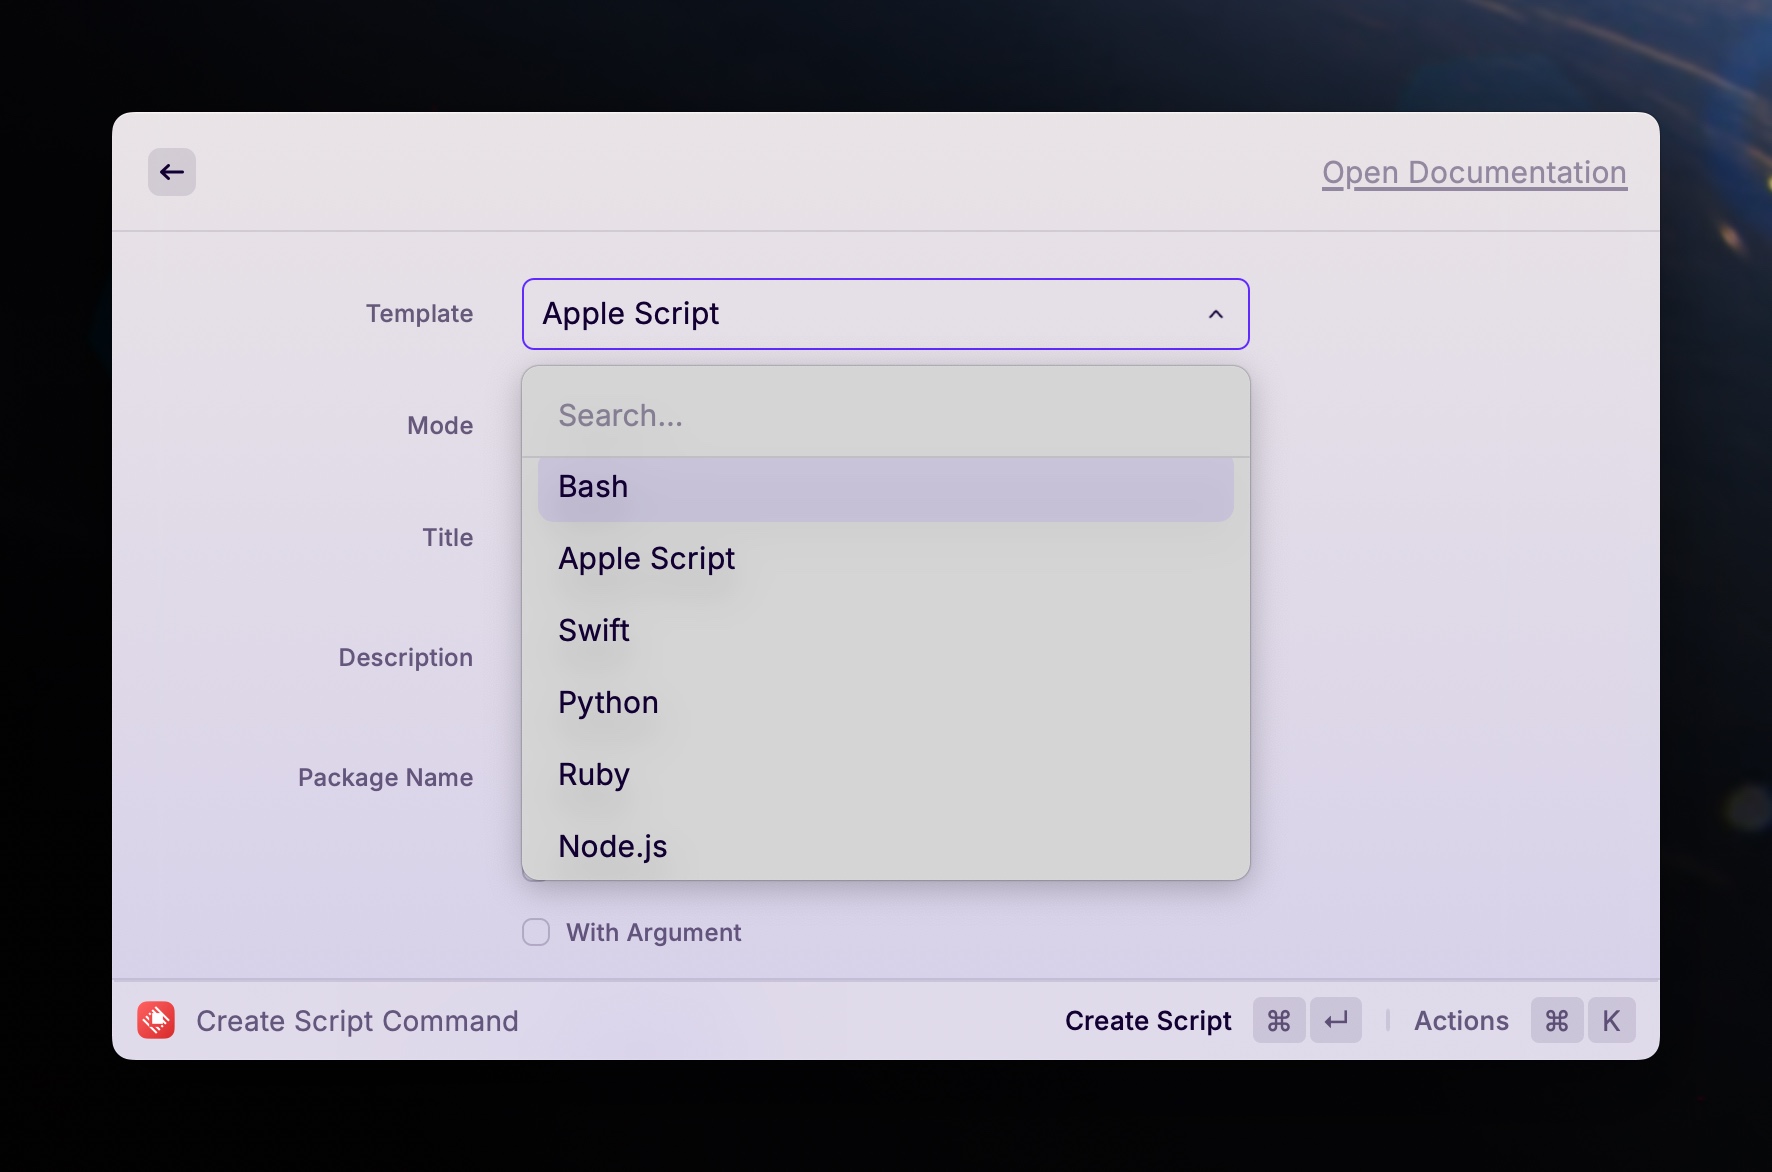 Open Documentation
Template
Apple Script
Search...
Mode
Bash
Title
Apple Script
Swift
Description
Python
Package Name
Ruby
Node.js
With Argument
Create Script Command
Create Script ⌘ ↵
Actions ⌘ K